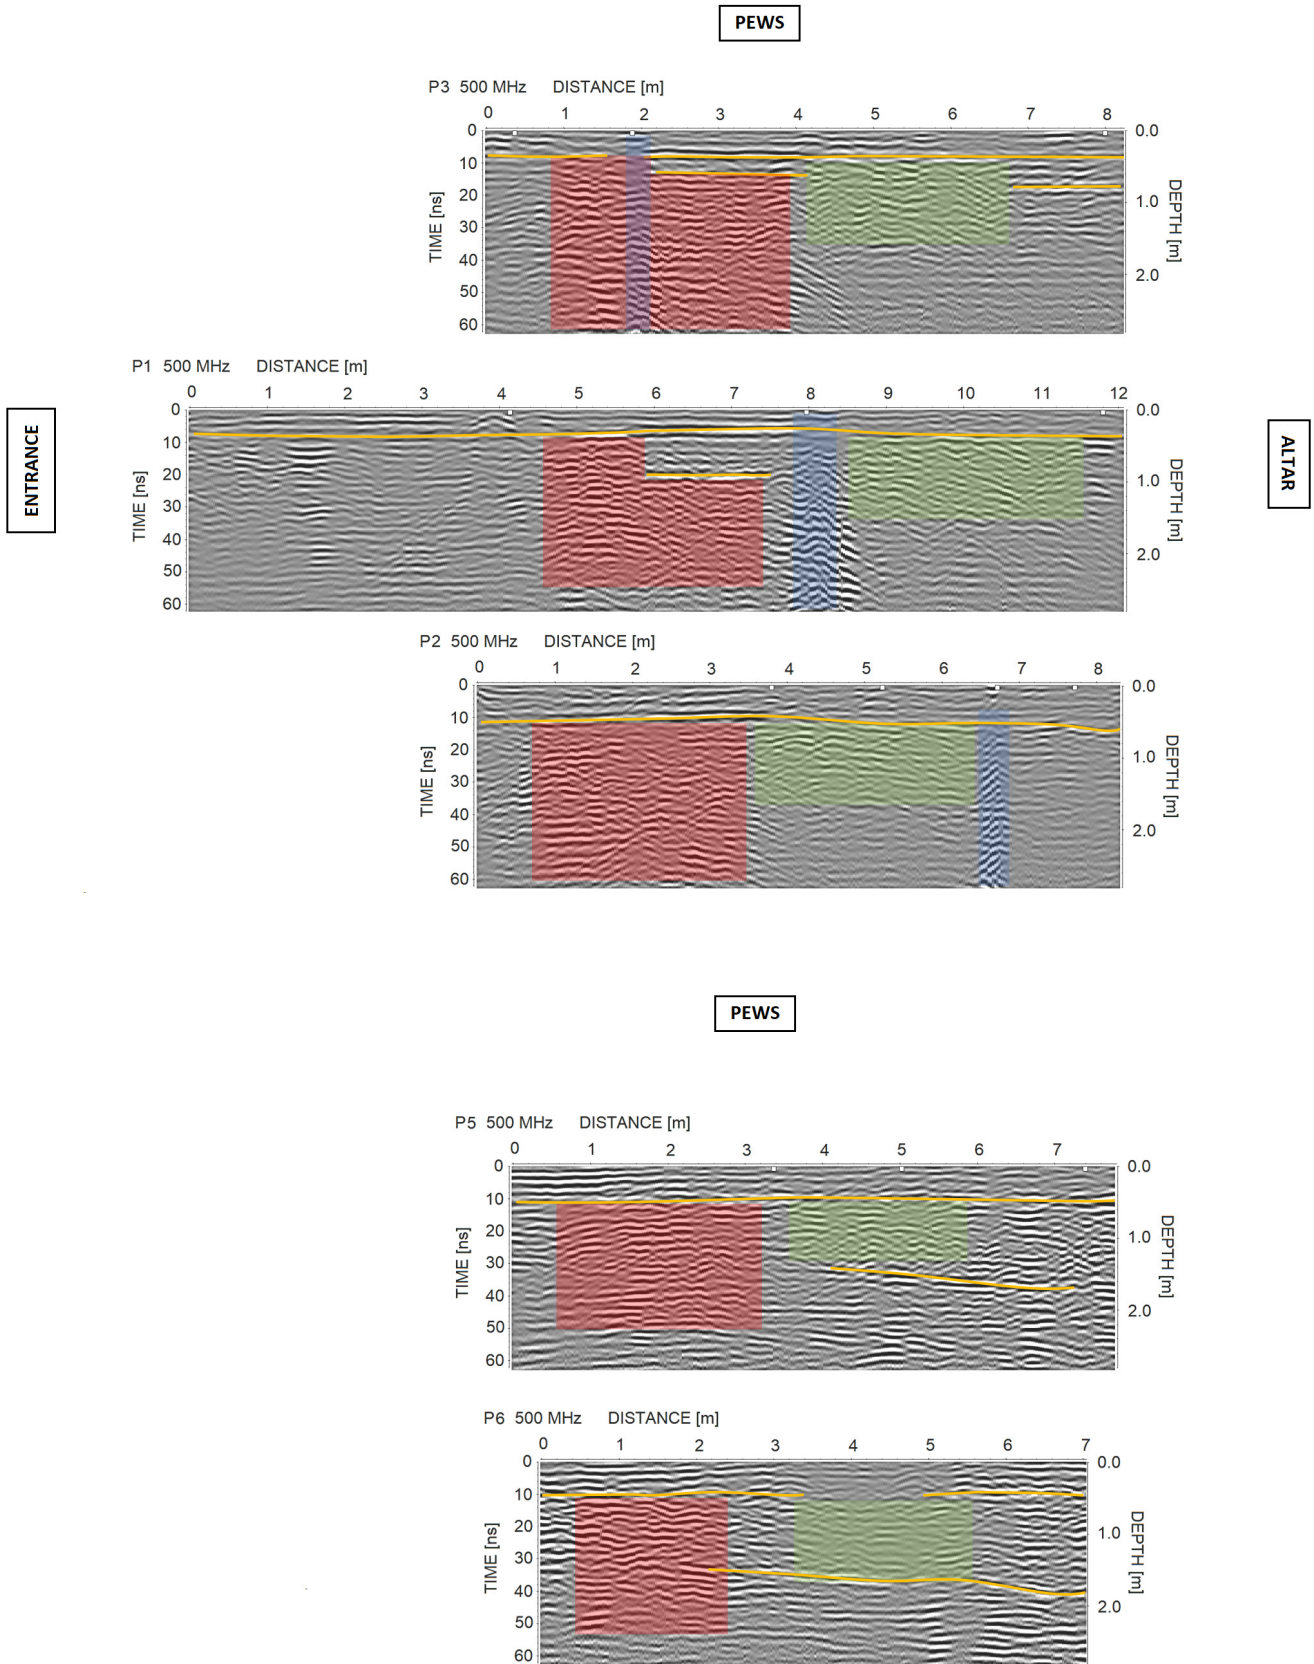 PEWS
P3 500 MHz DISTANCE [m]
0 1 2 3 4 5 6 7 8
0 10 20 30 40 50 60
TIME [ns]
0.0 1.0 2.0
DEPTH [m]
P1 500 MHz DISTANCE [m]
0 1 2 3 4 5 6 7 8 9 10 11 12
ENTRANCE
0 10 20 30 40 50 60
TIME [ns]
0.0 1.0 2.0
DEPTH [m]
ALTAR
P2 500 MHz DISTANCE [m]
0 1 2 3 4 5 6 7 8
0 10 20 30 40 50 60
TIME [ns]
0.0 1.0 2.0
DEPTH [m]
PEWS
P5 500 MHz DISTANCE [m]
0 1 2 3 4 5 6 7
0 10 20 30 40 50 60
TIME [ns]
0.0 1.0 2.0
DEPTH [m]
P6 500 MHz DISTANCE [m]
0 1 2 3 4 5 6 7
0 10 20 30 40 50 60
TIME [ns]
0.0 1.0 2.0
DEPTH [m]